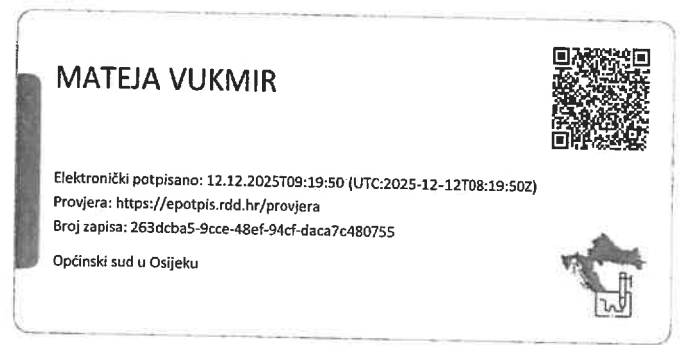 MATEJA VUKMIR
Elektronički potpisano: 12.12.2025T09:19:50 (UTC:2025-12-12T08:19:50Z)
Provjera: https://epotpis.rdd.hr/provjera
Broj zapisa: 263dcba5-9cce-48ef-94cf-daca7c480755
Općinski sud u Osijeku